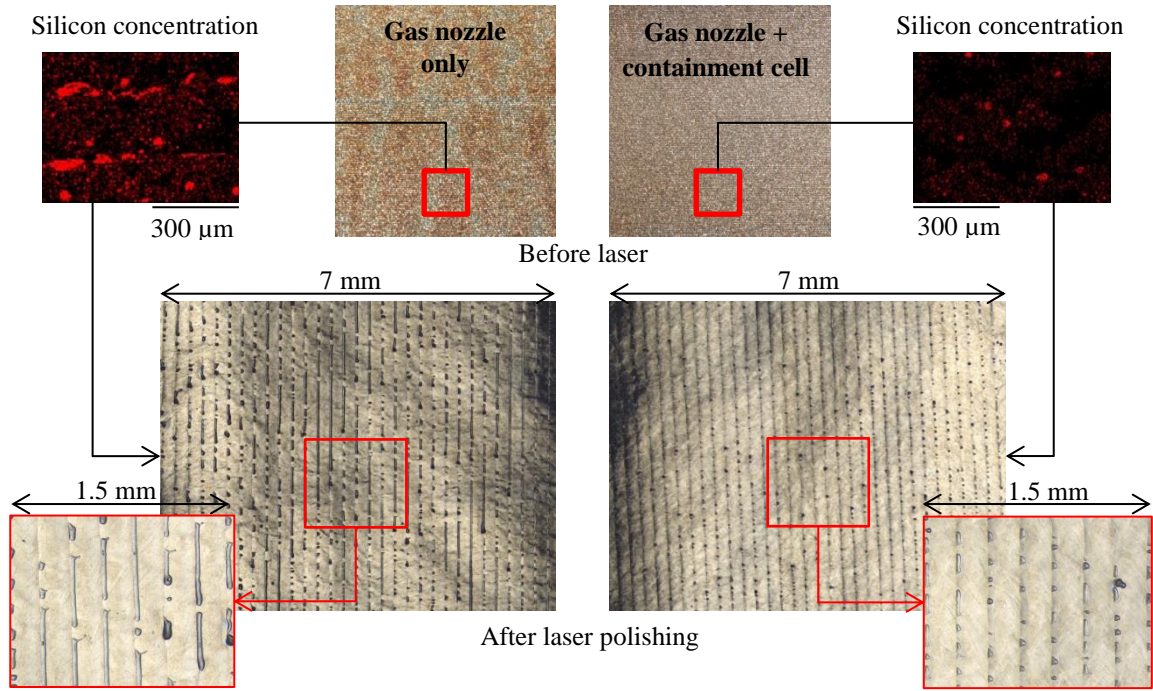 Silicon concentration
Gas nozzle
only
Gas nozzle +
containment cell
Silicon concentration
300 µm
300 µm
Before laser
7 mm
7 mm
1.5 mm
1.5 mm
After laser polishing